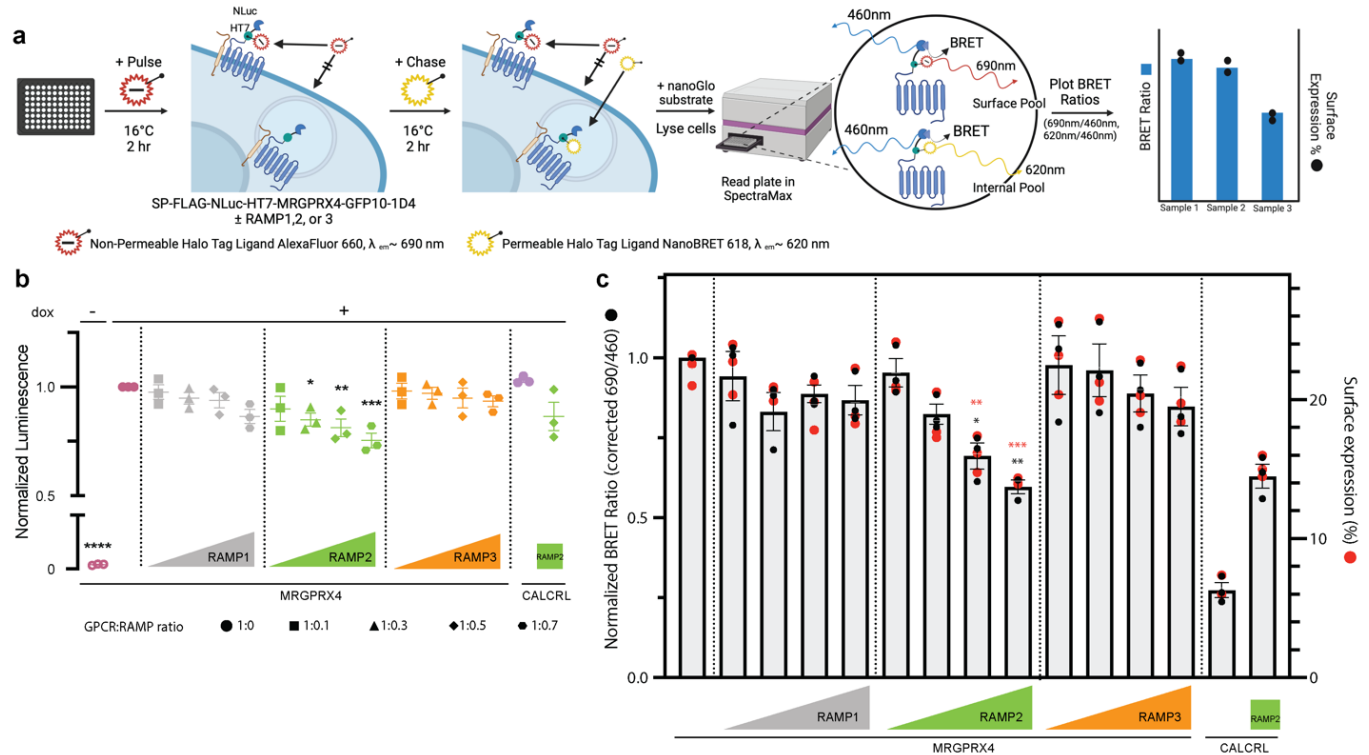 a
NLuc
HT7
+ Pulse
16°C
2 hr
+ Chase
16°C
2 hr
SP-FLAG-NLuc-HT7-MRGPRX4-GFP10-1D4
± RAMP1,2, or 3
+ nanoGlo
substrate
Lyse cells
Read plate in
SpectraMax
460nm
BRET
690nm
Surface Pool
460nm
BRET
620nm
Internal Pool
Plot BRET
Ratios
(690nm/460nm,
620nm/460nm)
BRET Ratio
Surface
Expression %
Sample 1 Sample 2 Sample 3
Non-Permeable Halo Tag Ligand AlexaFluor 660, λ em~ 690 nm
Permeable Halo Tag Ligand NanoBRET 618, λ em~ 620 nm
b
dox - +
Normalized Luminescence
1.0
0.5
0
****
* ** ***
RAMP1
RAMP2
RAMP3
RAMP2
MRGPRX4
CALCRL
GPCR:RAMP ratio
1:0
1:0.1
1:0.3
1:0.5
1:0.7
c
Normalized BRET Ratio (corrected 690/460)
1.0
0.5
0.0
**
*
***
**
20
10
0
Surface expression (%)
RAMP1
RAMP2
RAMP3
RAMP2
MRGPRX4
CALCRL